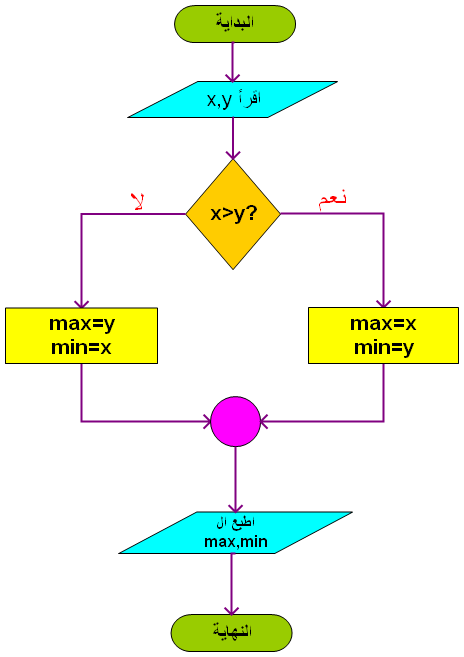 البداية
اقرأ x,y
x>y?
نعم
لا
max=x
min=y
max=y
min=x
اطبع ال
max,min
النهاية